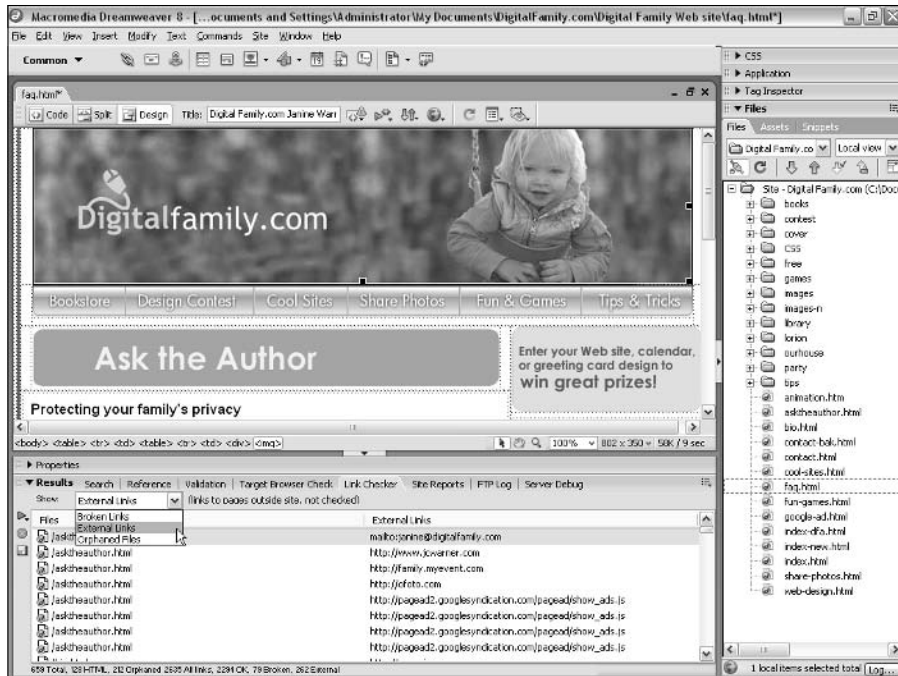 Macromedia Dreamweaver 8 - [...ocuments and Settings\Administrator\My Documents\DigitalFamily.com\Digital Family Web site\faq.html*]
File Edit View Insert Modify Text Commands Site Window Help
Common
faq.html*
Code Split Design Title: Digital Family.com Janine Warr
Digitalfamily.com
Bookstore Design Contest Cool Sites Share Photos Fun & Games Tips & Tricks
Ask the Author
Enter your Web site, calendar,
or greeting card design to
win great prizes!
Protecting your family's privacy
<body> <table> <tr> <td> <table> <tr> <td> <div> <img>
100% 802 x 350 58K / 9 sec
Properties
Results Search Reference Validation Target Browser Check Link Checker Site Reports FTP Log Server Debug
Show: External Links (links to pages outside site, not checked)
Broken Links
External Links
Orphaned Files
Files External Links
/askth mailto:janine@digitalfamily.com
/asktheauthor.html http://www.jcwarner.com
/asktheauthor.html http://family.myevent.com
/asktheauthor.html http://ofoto.com
/asktheauthor.html http://pagead2.googlesyndication.com/pagead/show_ads.js
/asktheauthor.html http://pagead2.googlesyndication.com/pagead/show_ads.js
/asktheauthor.html http://pagead2.googlesyndication.com/pagead/show_ads.js
659 Total, 128 HTML, 212 Orphaned 2635 All links, 2294 OK, 79 Broken, 262 External
CSS
Application
Tag Inspector
Files
Files Assets Snippets
Digital Family.co Local view
Site - Digital Family.com (C:\Doc
books
contest
cover
CSS
free
games
images
images-n
library
lorion
ourhouse
party
tips
animation.htm
asktheauthor.html
bio.html
contact-bak.html
contact.html
cool-sites.html
faq.html
fun-games.html
google-ad.html
index-dfa.html
index-new.html
index.html
share-photos.html
web-design.html
1 local items selected total Log...